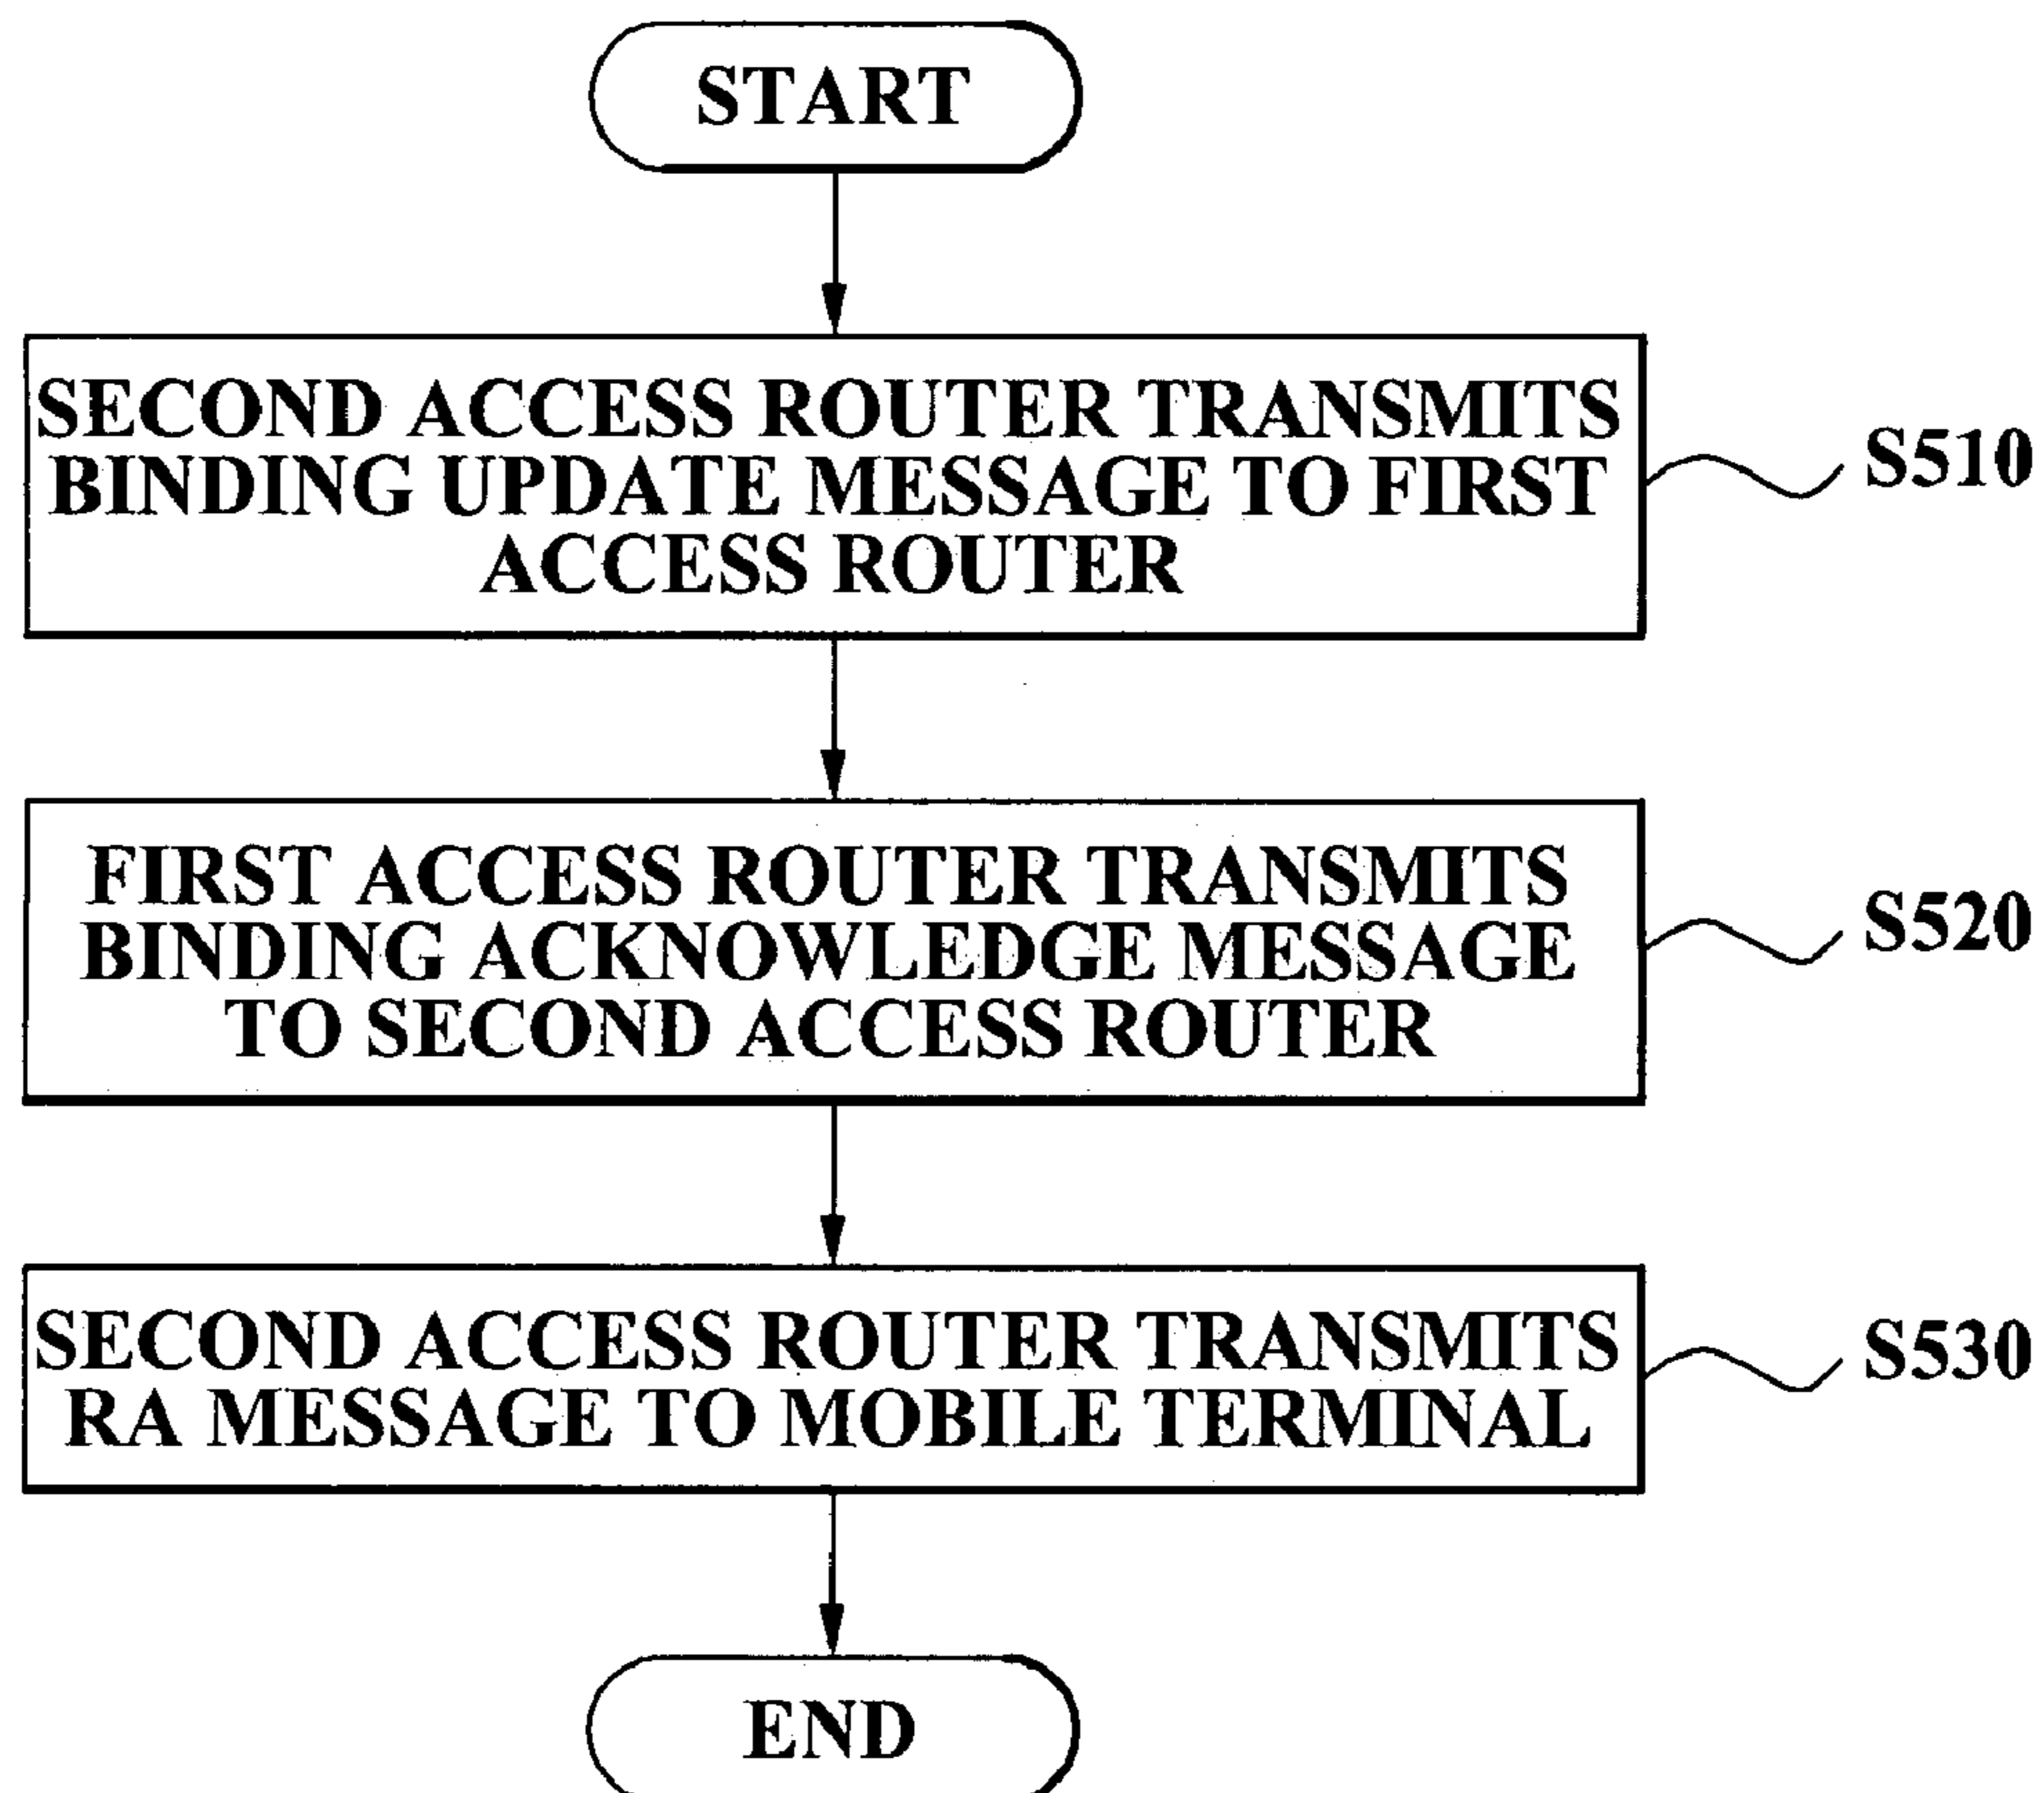 START
SECOND ACCESS ROUTER TRANSMITS
BINDING UPDATE MESSAGE TO FIRST
ACCESS ROUTER
S510
FIRST ACCESS ROUTER TRANSMITS
BINDING ACKNOWLEDGE MESSAGE
TO SECOND ACCESS ROUTER
S520
SECOND ACCESS ROUTER TRANSMITS
RA MESSAGE TO MOBILE TERMINAL
S530
END